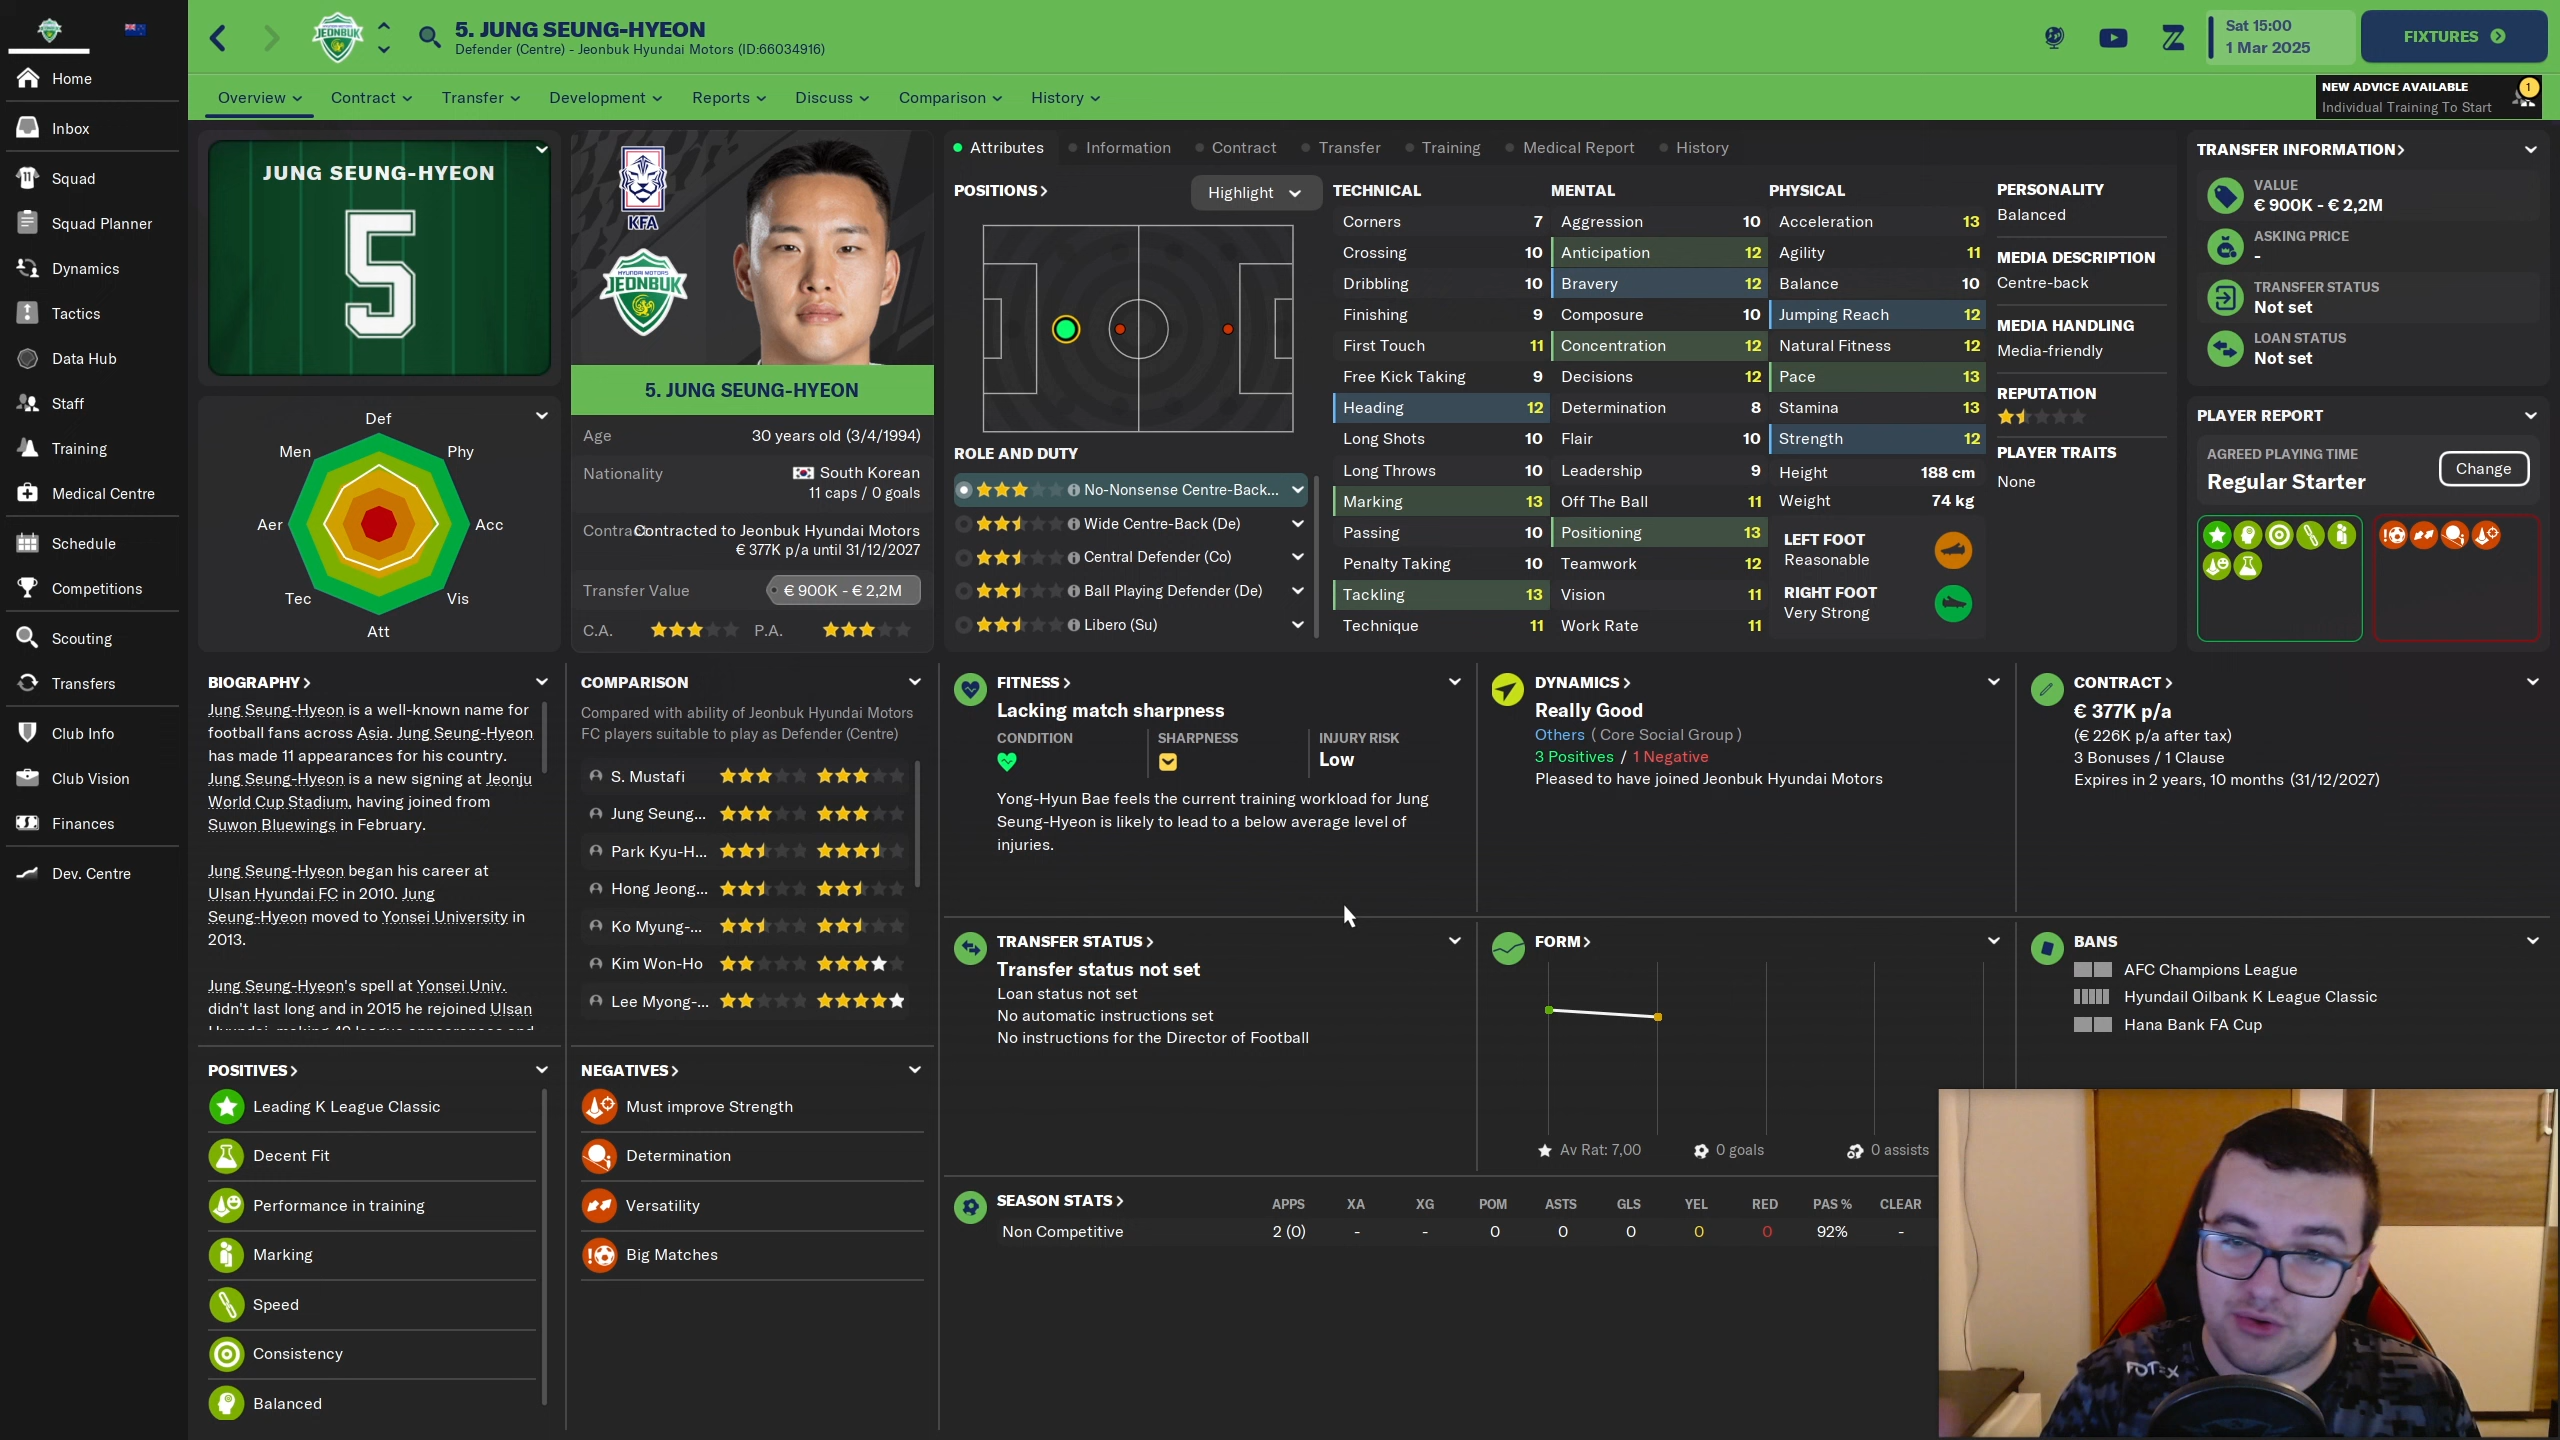 5. JUNG SEUNG-HYEON
Defender (Centre) - Jeonbuk Hyundai Motors (ID:66034916)
Sat 15:00
1 Mar 2025
FIXTURES
Home
Inbox
Squad
Squad Planner
Dynamics
Tactics
Data Hub
Staff
Training
Medical Centre
Schedule
Competitions
Scouting
Transfers
Club Info
Club Vision
Finances
Dev. Centre
Overview
Contract
Transfer
Development
Reports
Discuss
Comparison
History
NEW ADVICE AVAILABLE
Individual Training To Start
1
JUNG SEUNG-HYEON
5
Def
Men
Phy
Aer
Acc
Tec
Vis
Att
KFA
HYUNDAI MOTORS
JEONBUK
5. JUNG SEUNG-HYEON
Age 30 years old (3/4/1994)
Nationality South Korean
11 caps / 0 goals
Contracted to Jeonbuk Hyundai Motors
€ 377K p/a until 31/12/2027
Transfer Value € 900K - € 2,2M
C.A. P.A.
Attributes
Information
Contract
Transfer
Training
Medical Report
History
POSITIONS
Highlight
ROLE AND DUTY
No-Nonsense Centre-Back...
Wide Centre-Back (De)
Central Defender (Co)
Ball Playing Defender (De)
Libero (Su)
TECHNICAL
Corners 7
Crossing 10
Dribbling 10
Finishing 9
First Touch 11
Free Kick Taking 9
Heading 12
Long Shots 10
Long Throws 10
Marking 13
Passing 10
Penalty Taking 10
Tackling 13
Technique 11
MENTAL
Aggression 10
Anticipation 12
Bravery 12
Composure 10
Concentration 12
Decisions 12
Determination 8
Flair 10
Leadership 9
Off The Ball 11
Positioning 13
Teamwork 12
Vision 11
Work Rate 11
PHYSICAL
Acceleration 13
Agility 11
Balance 10
Jumping Reach 12
Natural Fitness 12
Pace 13
Stamina 13
Strength 12
Height 188 cm
Weight 74 kg
LEFT FOOT
Reasonable
RIGHT FOOT
Very Strong
PERSONALITY
Balanced
MEDIA DESCRIPTION
Centre-back
MEDIA HANDLING
Media-friendly
REPUTATION
PLAYER TRAITS
None
TRANSFER INFORMATION
VALUE
€ 900K - € 2,2M
ASKING PRICE
-
TRANSFER STATUS
Not set
LOAN STATUS
Not set
PLAYER REPORT
AGREED PLAYING TIME
Regular Starter
Change
BIOGRAPHY
Jung Seung-Hyeon is a well-known name for
football fans across Asia. Jung Seung-Hyeon
has made 11 appearances for his country.
Jung Seung-Hyeon is a new signing at Jeonju
World Cup Stadium, having joined from
Suwon Bluewings in February.
Jung Seung-Hyeon began his career at
Ulsan Hyundai FC in 2010. Jung
Seung-Hyeon moved to Yonsei University in
2013.
Jung Seung-Hyeon's spell at Yonsei Univ.
didn't last long and in 2015 he rejoined Ulsan
COMPARISON
Compared with ability of Jeonbuk Hyundai Motors
FC players suitable to play as Defender (Centre)
S. Mustafi
Jung Seung...
Park Kyu-H...
Hong Jeong...
Ko Myung-...
Kim Won-Ho
Lee Myong-...
FITNESS
Lacking match sharpness
CONDITION
SHARPNESS
INJURY RISK
Low
Yong-Hyun Bae feels the current training workload for Jung
Seung-Hyeon is likely to lead to a below average level of
injuries.
DYNAMICS
Really Good
Others ( Core Social Group )
3 Positives / 1 Negative
Pleased to have joined Jeonbuk Hyundai Motors
CONTRACT
€ 377K p/a
(€ 226K p/a after tax)
3 Bonuses / 1 Clause
Expires in 2 years, 10 months (31/12/2027)
TRANSFER STATUS
Transfer status not set
Loan status not set
No automatic instructions set
No instructions for the Director of Football
FORM
Av Rat: 7,00
0 goals
0 assists
BANS
AFC Champions League
Hyundail Oilbank K League Classic
Hana Bank FA Cup
POSITIVES
Leading K League Classic
Decent Fit
Performance in training
Marking
Speed
Consistency
Balanced
NEGATIVES
Must improve Strength
Determination
Versatility
Big Matches
SEASON STATS APPS XA XG POM ASTS GLS YEL RED PAS % CLEAR
Non Competitive 2 (0) - - 0 0 0 0 0 92% -